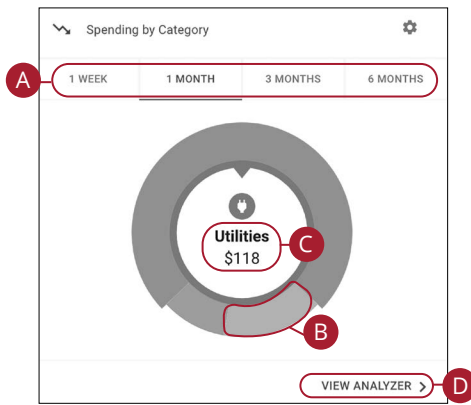 Spending by Category
A
1 WEEK 1 MONTH 3 MONTHS 6 MONTHS
Utilities
$118
C
B
VIEW ANALYZER
D